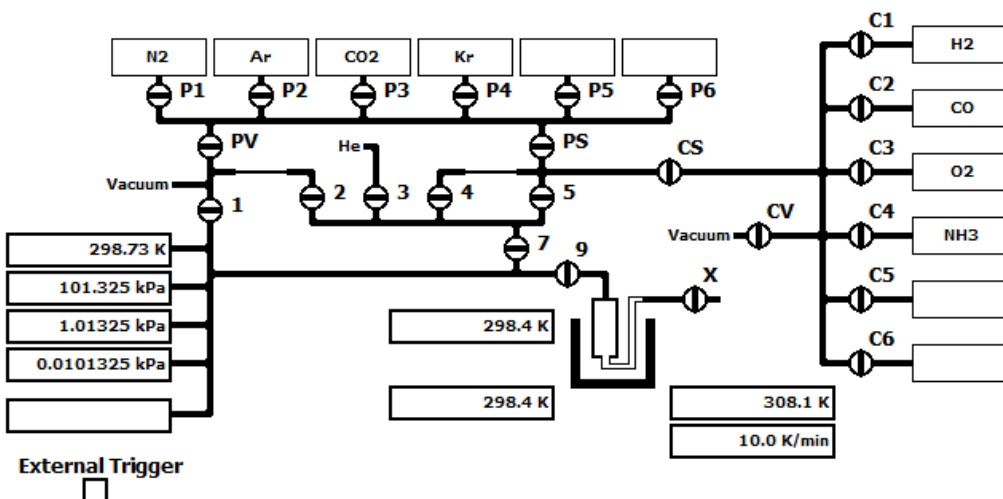 C1
N2 Ar CO2 Kr H2
P1 P2 P3 P4 P5 P6
C2
CO
PV PS
He CS C3
Vacuum O2
2 3 4 5
1 CV C4
7 Vacuum NH3
298.73 K 9
X C5
101.325 kPa
1.01325 kPa 298.4 K
C6
0.0101325 kPa
298.4 K 308.1 K
10.0 K/min
External Trigger